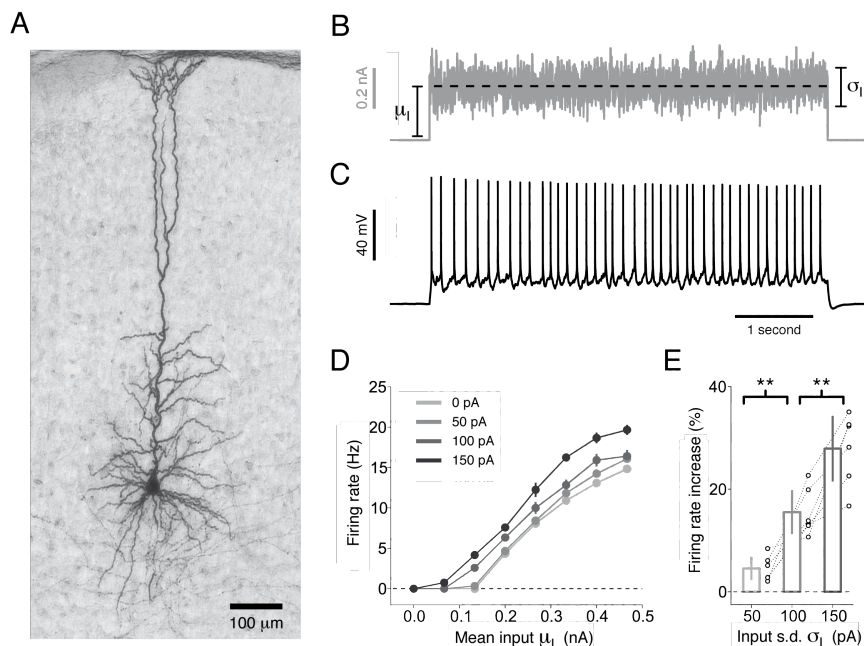 A
100 μm
B
0.2 nA
μI
σI
C
40 mV
1 second
D
Firing rate (Hz)
25
20
15
10
5
0
0 pA
50 pA
100 pA
150 pA
0.0 0.1 0.2 0.3 0.4 0.5
Mean input μI (nA)
E
Firing rate increase (%)
40
20
0
** **
50 100 150
Input s.d. σI (pA)